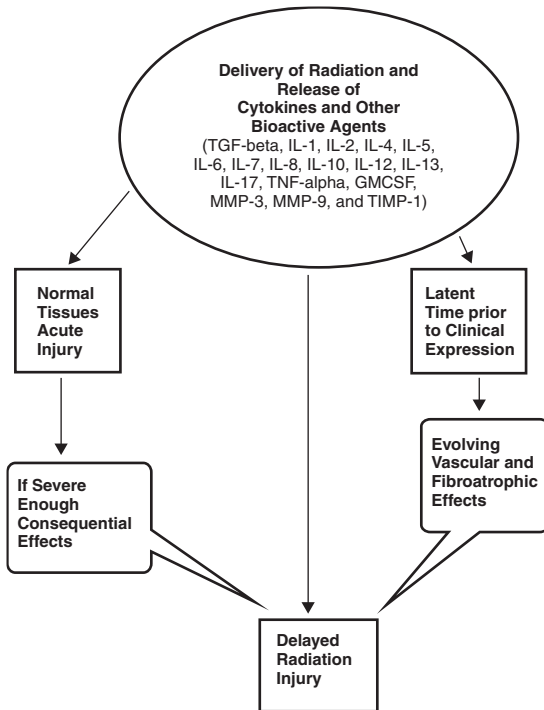 Delivery of Radiation and
Release of
Cytokines and Other
Bioactive Agents
(TGF-beta, IL-1, IL-2, IL-4, IL-5,
IL-6, IL-7, IL-8, IL-10, IL-12, IL-13,
IL-17, TNF-alpha, GMCSF,
MMP-3, MMP-9, and TIMP-1)
Normal
Tissues
Acute
Injury
Latent
Time prior
to Clinical
Expression
If Severe
Enough
Consequential
Effects
Evolving
Vascular and
Fibroatrophic
Effects
Delayed
Radiation
Injury